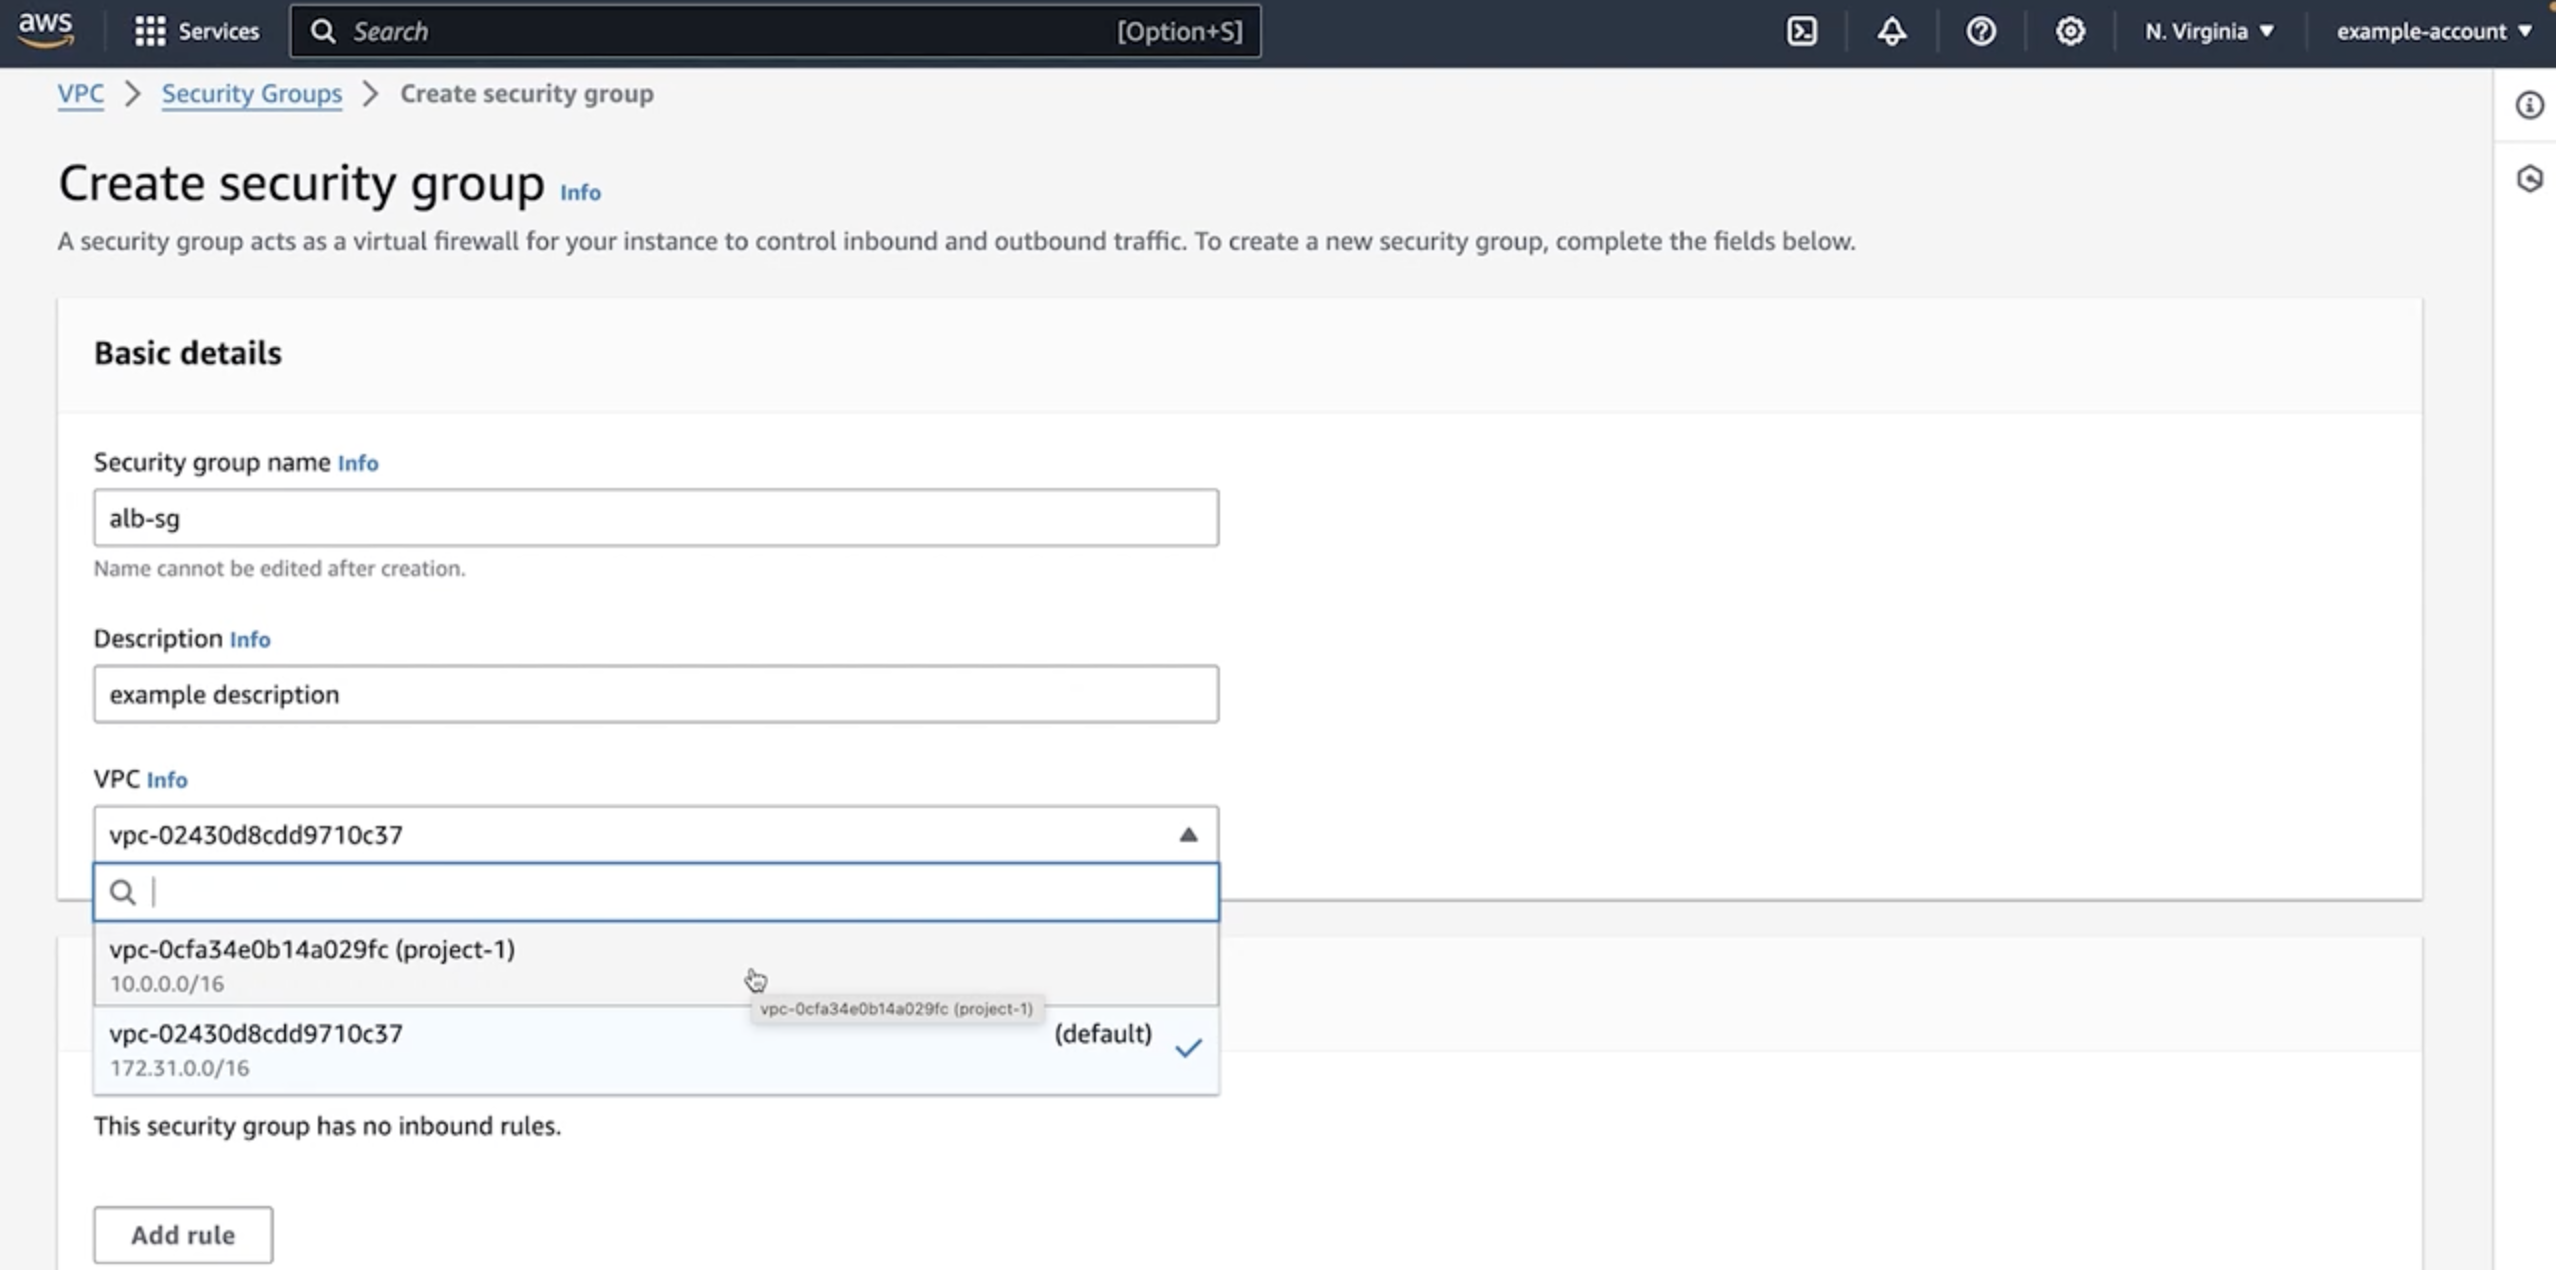 aws Services Search [Option+S] N. Virginia ▼ example-account ▼
VPC > Security Groups > Create security group
Create security group Info
A security group acts as a virtual firewall for your instance to control inbound and outbound traffic. To create a new security group, complete the fields below.
Basic details
Security group name Info
alb-sg
Name cannot be edited after creation.
Description Info
example description
VPC Info
vpc-02430d8cdd9710c37
vpc-0cfa34e0b14a029fc (project-1)
10.0.0.0/16
vpc-0cfa34e0b14a029fc (project-1)
vpc-02430d8cdd9710c37 (default)
172.31.0.0/16
This security group has no inbound rules.
Add rule